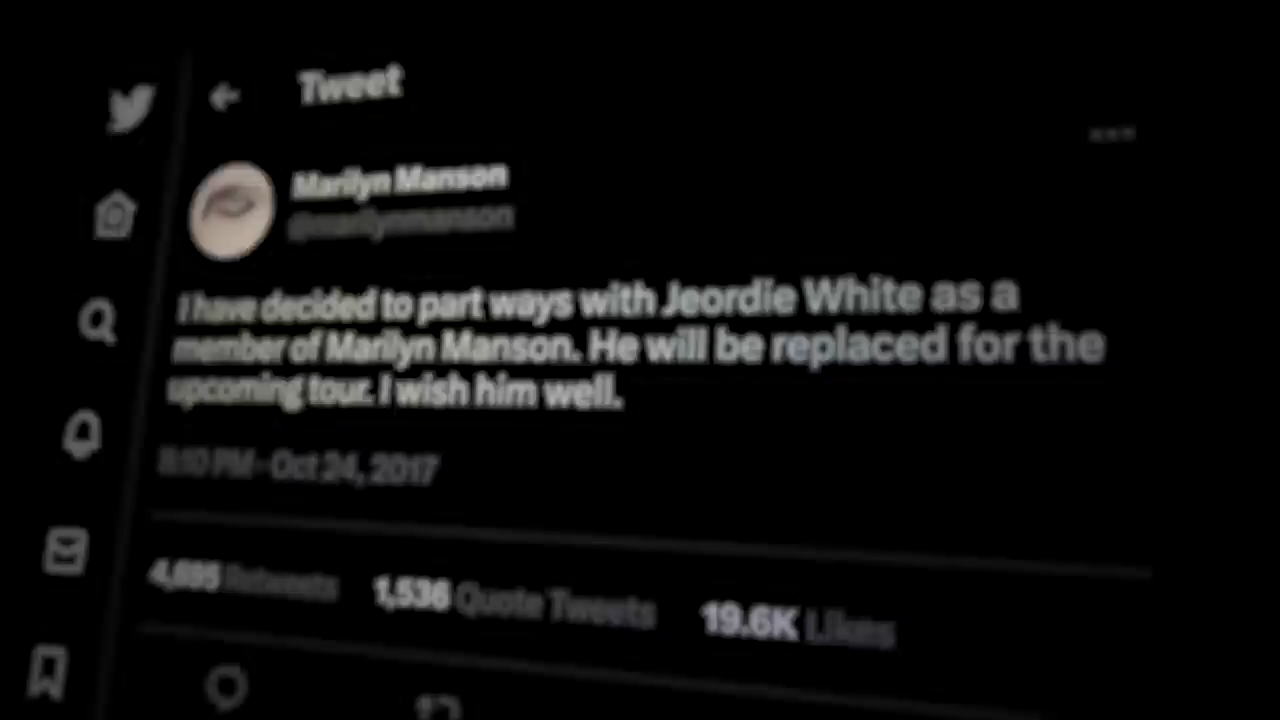 Tweet
Marilyn Manson
@marilynmanson
I have decided to part ways with Jeordie White as a
member of Marilyn Manson. He will be replaced for the
upcoming tour. I wish him well.
8:10 PM · Oct 24, 2017
4,695 Retweets 1,536 Quote Tweets 19.6K Likes